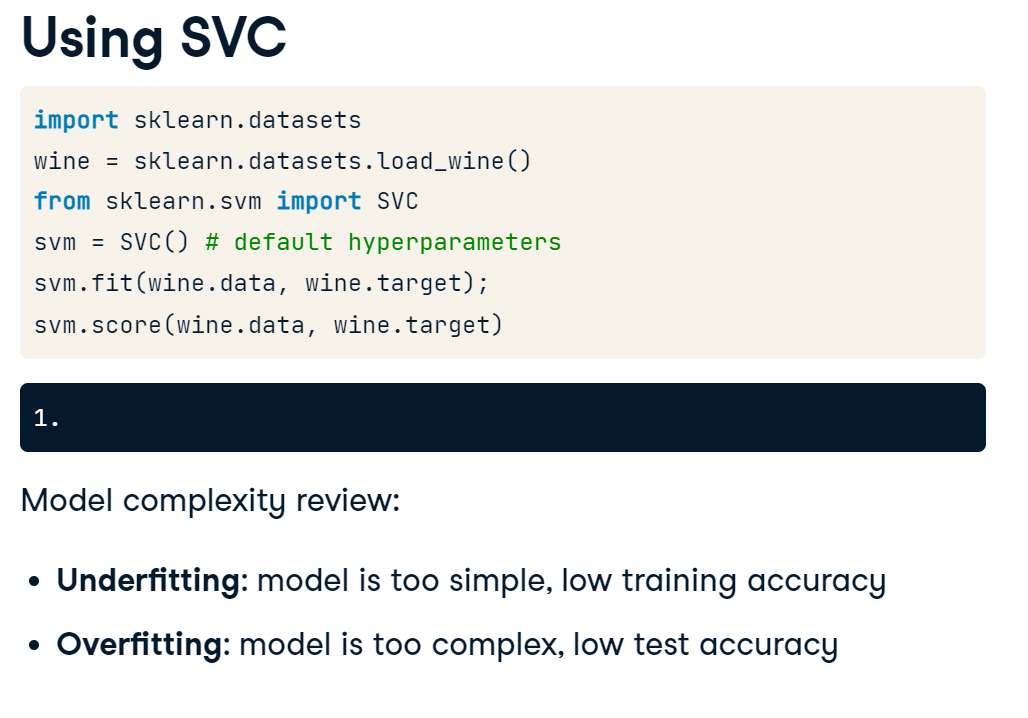 Using SVC
import sklearn.datasets
wine = sklearn.datasets.load_wine()
from sklearn.svm import SVC
svm = SVC() # default hyperparameters
svm.fit(wine.data, wine.target);
svm.score(wine.data, wine.target)
1.
Model complexity review:
• Underfitting: model is too simple, low training accuracy
• Overfitting: model is too complex, low test accuracy